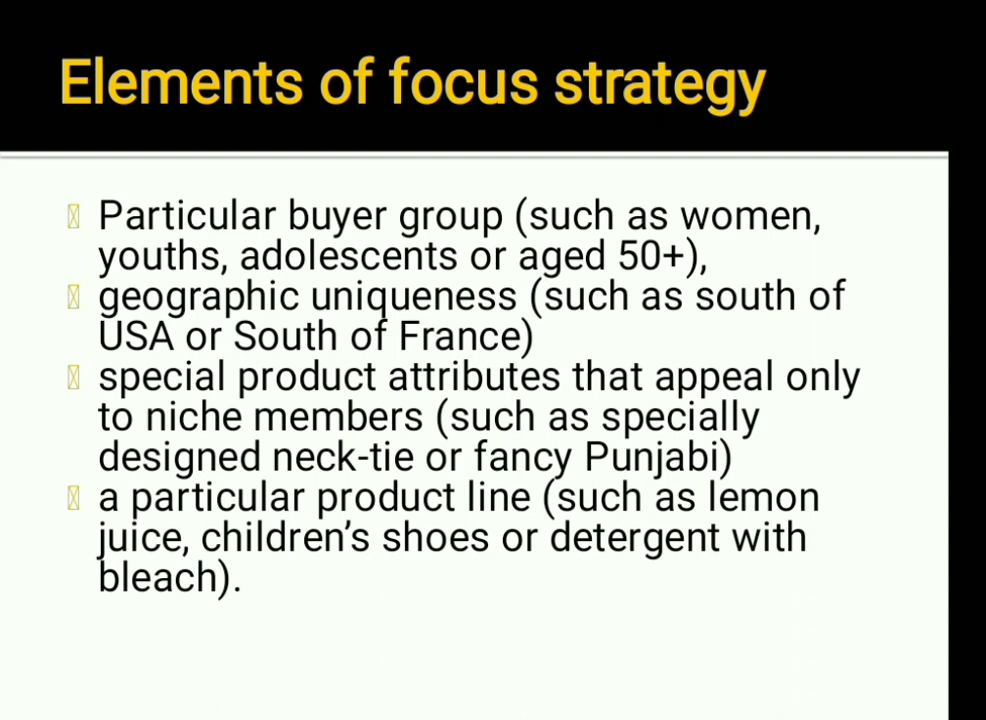 Elements of focus strategy
Particular buyer group (such as women,
youths, adolescents or aged 50+),
geographic uniqueness (such as south of
USA or South of France)
special product attributes that appeal only
to niche members (such as specially
designed neck-tie or fancy Punjabi)
a particular product line (such as lemon
juice, children’s shoes or detergent with
bleach).